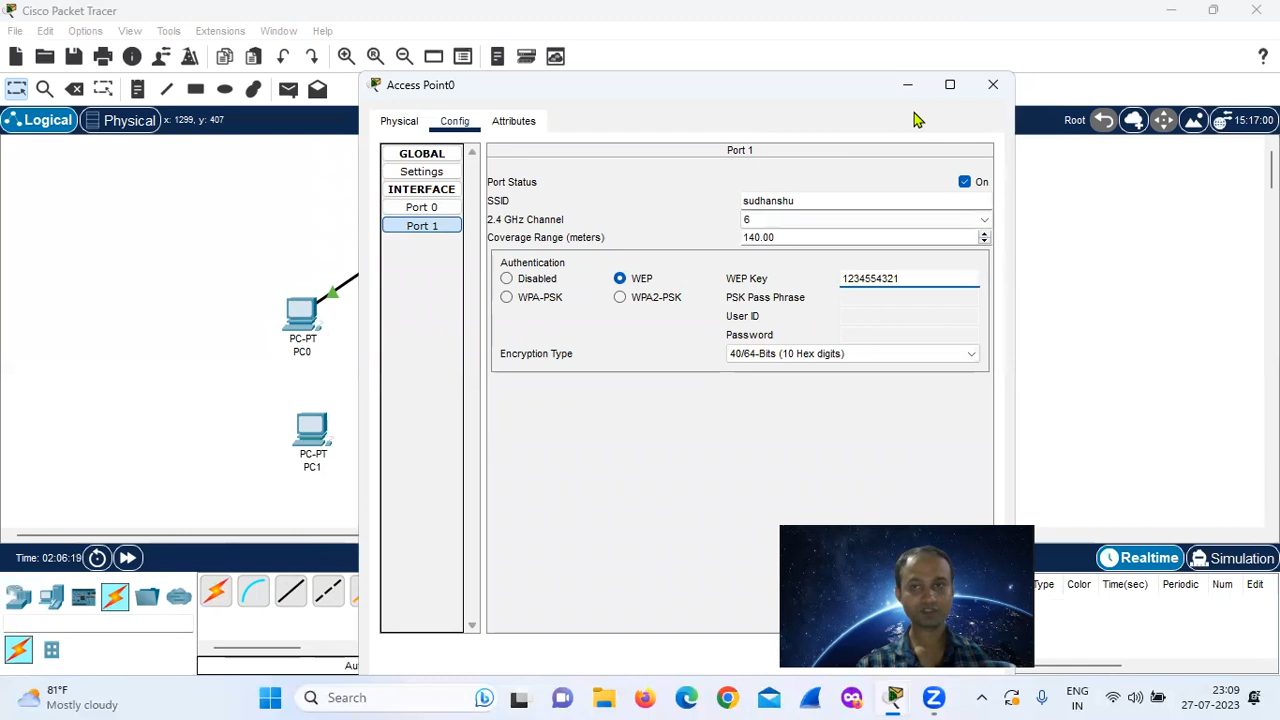 Cisco Packet Tracer
File Edit Options View Tools Extensions Window Help
Access Point0
Logical Physical x: 1299, y: 407
Root 15:17:00
Physical Config Attributes
GLOBAL
Settings
INTERFACE
Port 0
Port 1
Port 1
Port Status On
SSID sudhanshu
2.4 GHz Channel 6
Coverage Range (meters) 140.00
Authentication
Disabled WEP WEP Key 1234554321
WPA-PSK WPA2-PSK PSK Pass Phrase
User ID
Password
Encryption Type 40/64-Bits (10 Hex digits)
PC-PT
PC0
PC-PT
PC1
Time: 02:06:19
Realtime Simulation
Type Color Time(sec) Periodic Num Edit
Au
81°F
Mostly cloudy
Search
ENG
IN
23:09
27-07-2023